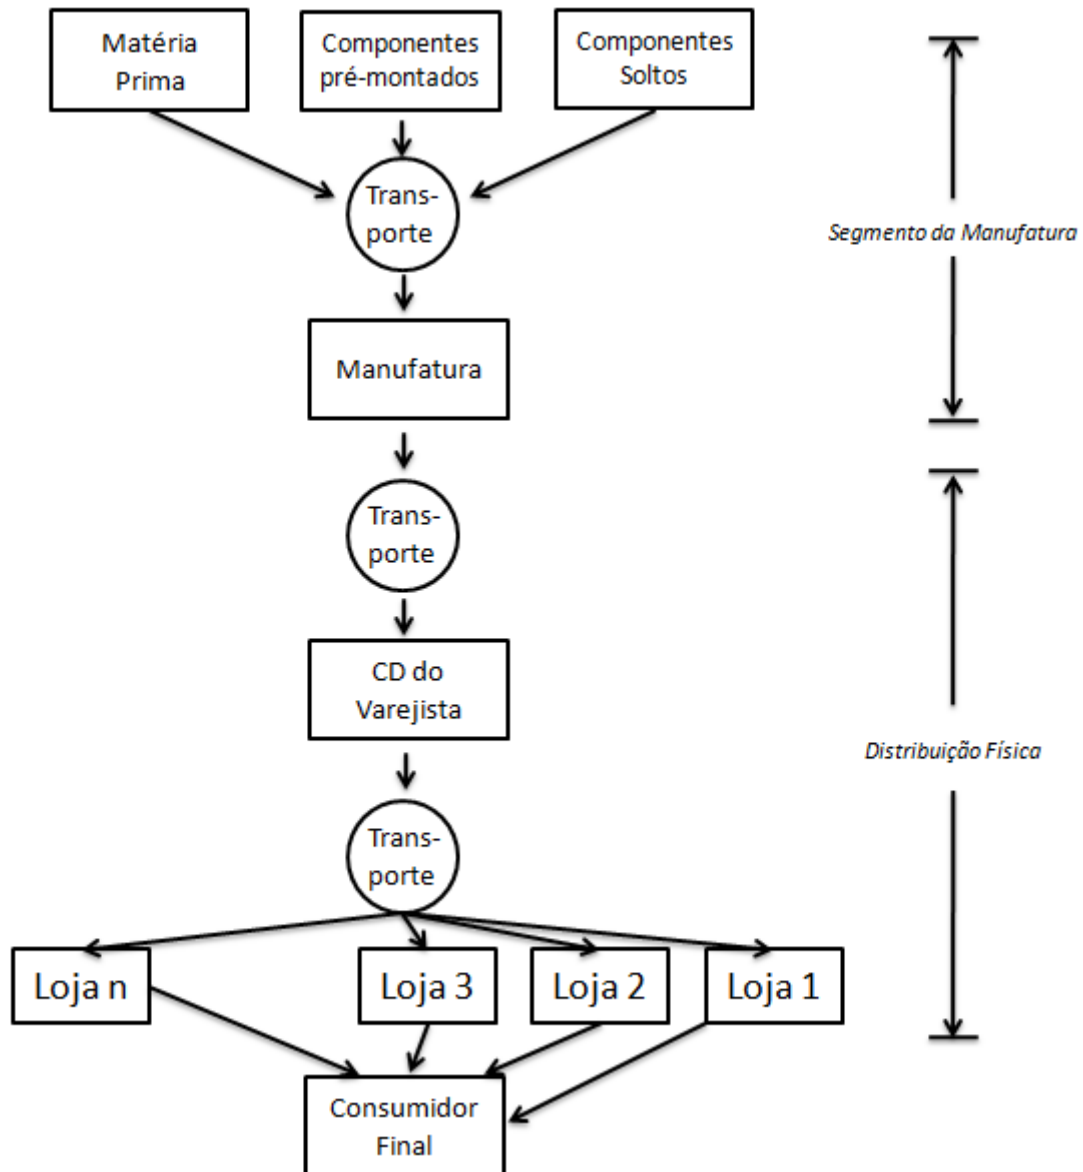 Matéria
Prima
Componentes
pré-montados
Componentes
Soltos
Trans-
porte
Segmento da Manufatura
Manufatura
Trans-
porte
CD do
Varejista
Distribuição Física
Trans-
porte
Loja n
Loja 3
Loja 2
Loja 1
Consumidor
Final